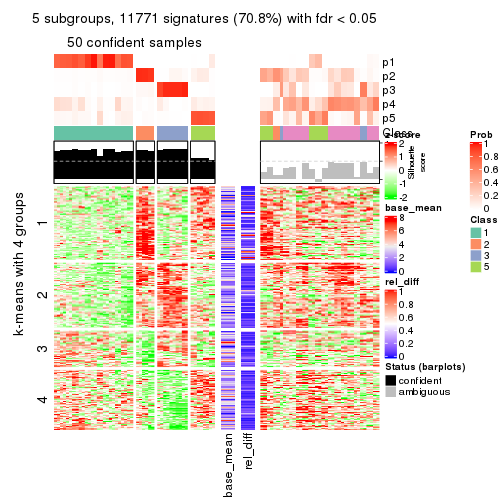 5 subgroups, 11771 signatures (70.8%) with fdr < 0.05
50 confident samples
p1
p2
p3
p4
p5
Class
Silhouette
score
1
2
3
4
k-means with 4 groups
base_mean
rel_diff
z-score
2
1
0
-1
-2
base_mean
8
6
4
2
0
rel_diff
1
0.8
0.6
0.4
0.2
0
Status (barplots)
confident
ambiguous
Prob
1
0.8
0.6
0.4
0.2
0
Class
1
2
3
5